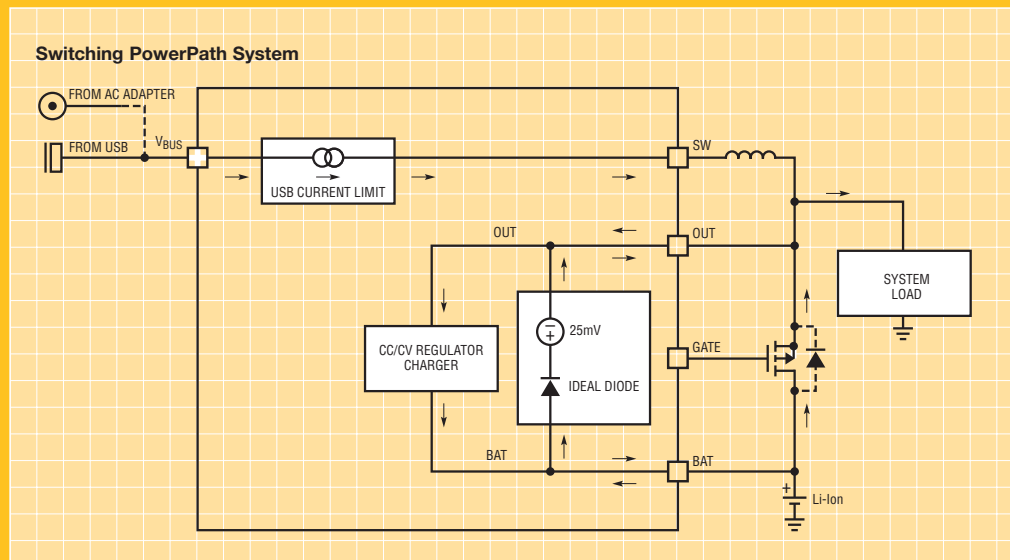 Switching PowerPath System
FROM AC ADAPTER
FROM USB
VBUS
USB CURRENT LIMIT
SW
OUT
OUT
SYSTEM
LOAD
25mV
CC/CV REGULATOR
CHARGER
GATE
IDEAL DIODE
BAT
BAT
+
Li-Ion